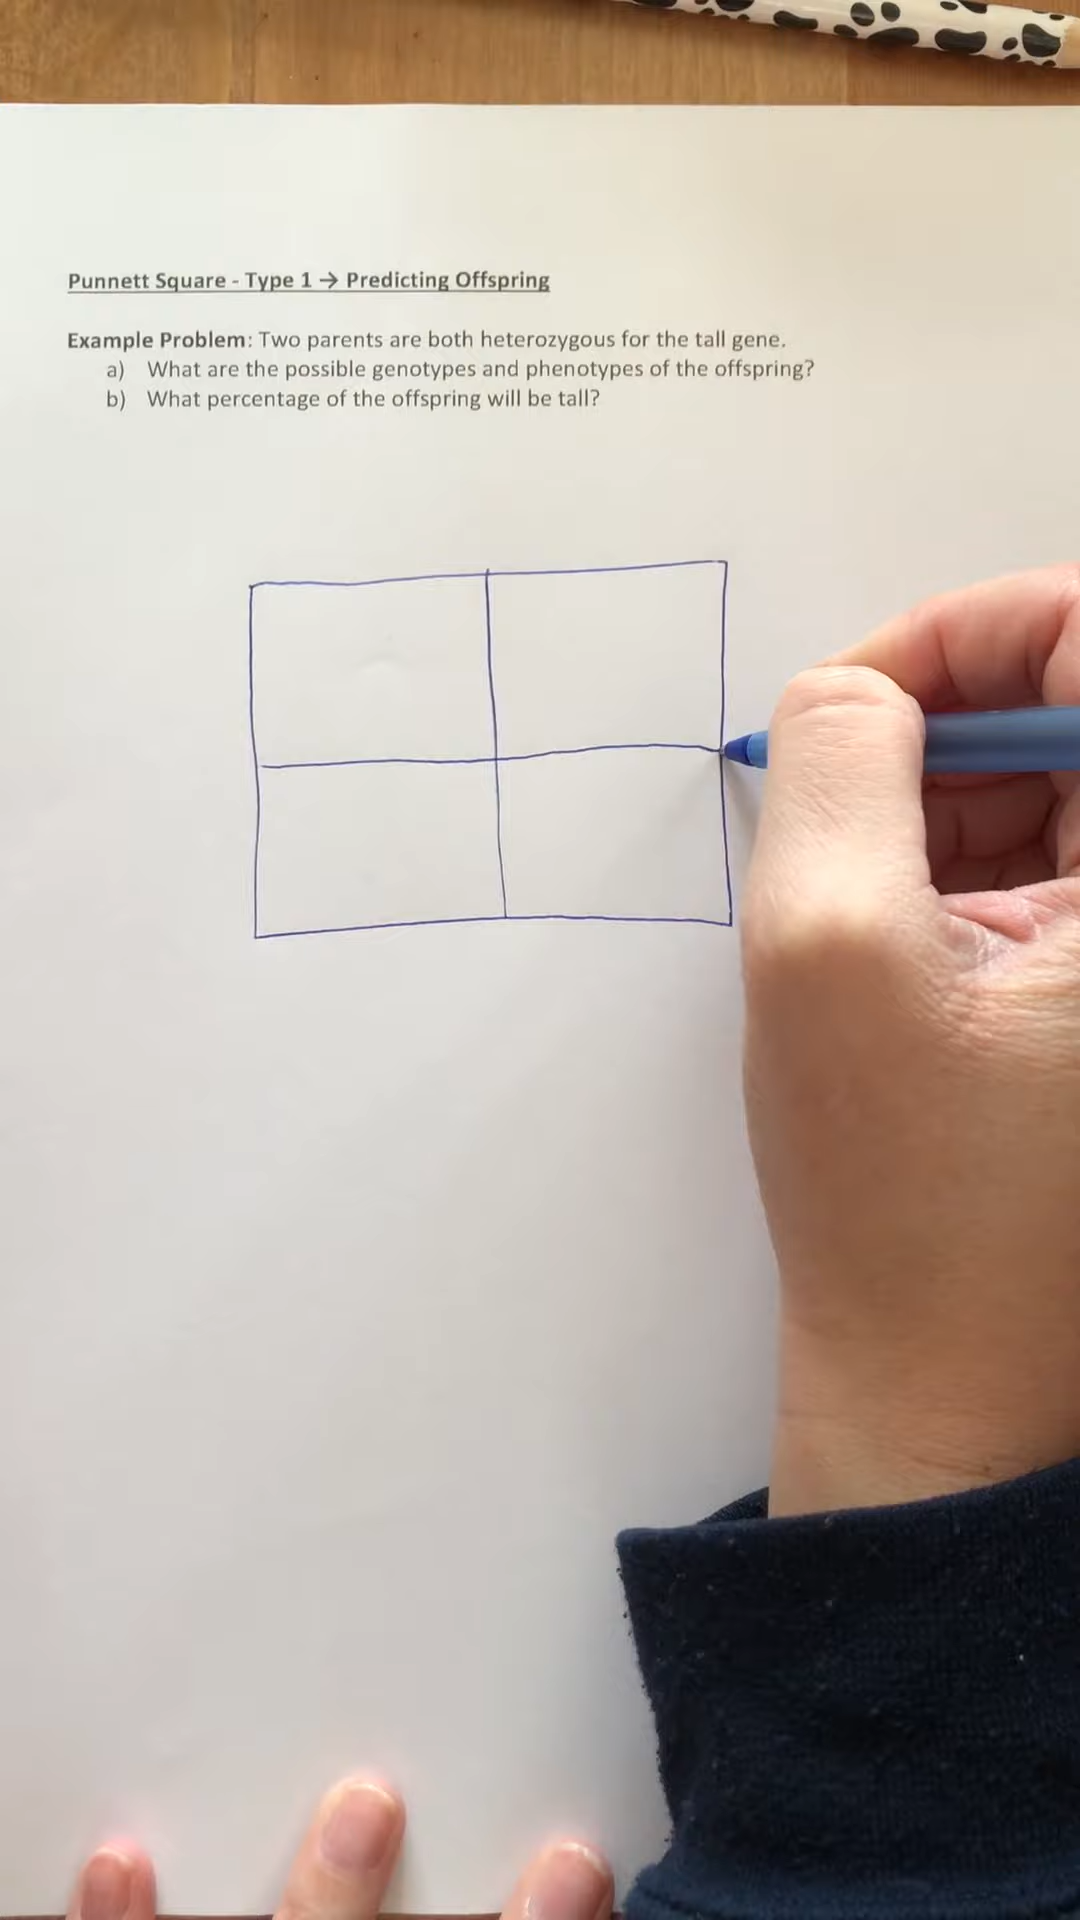 Punnett Square - Type 1 → Predicting Offspring
Example Problem: Two parents are both heterozygous for the tall gene.
a) What are the possible genotypes and phenotypes of the offspring?
b) What percentage of the offspring will be tall?